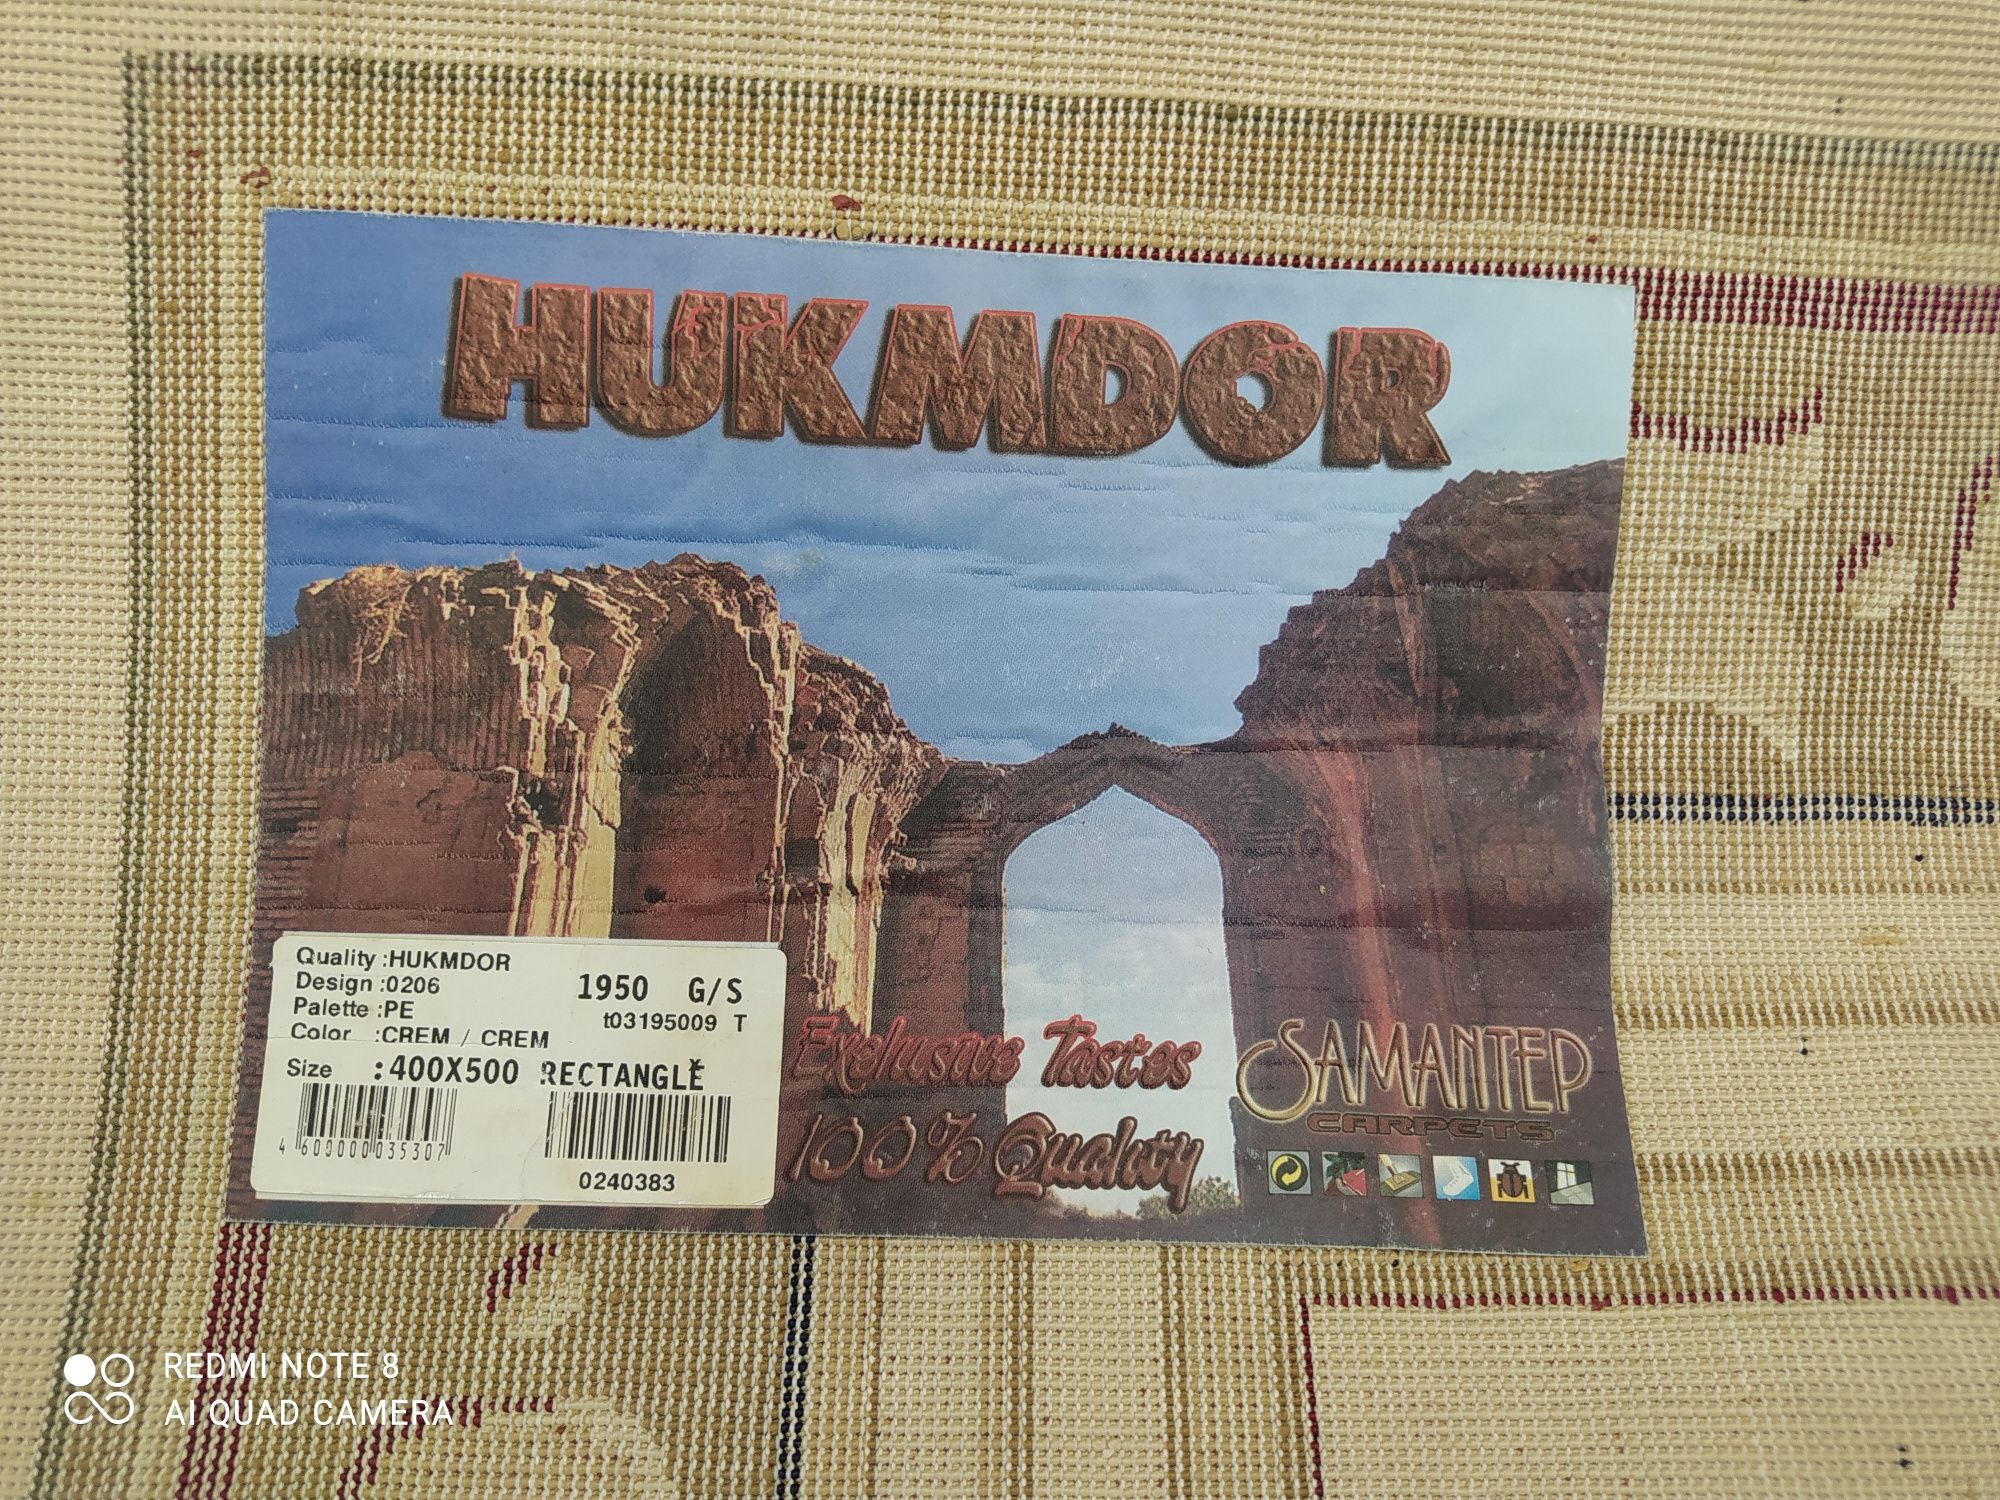 HUKMDOR
Quality :HUKMDOR
Design :0206
Palette :PE
Color :CREM / CREM
1950 G/S
t03195009 T
Size :400X500 RECTANGLE
4 600000 035307
0240383
Exclusive Tastes
100% Quality
SAMANTEP
CARPETS
REDMI NOTE 8
AI QUAD CAMERA